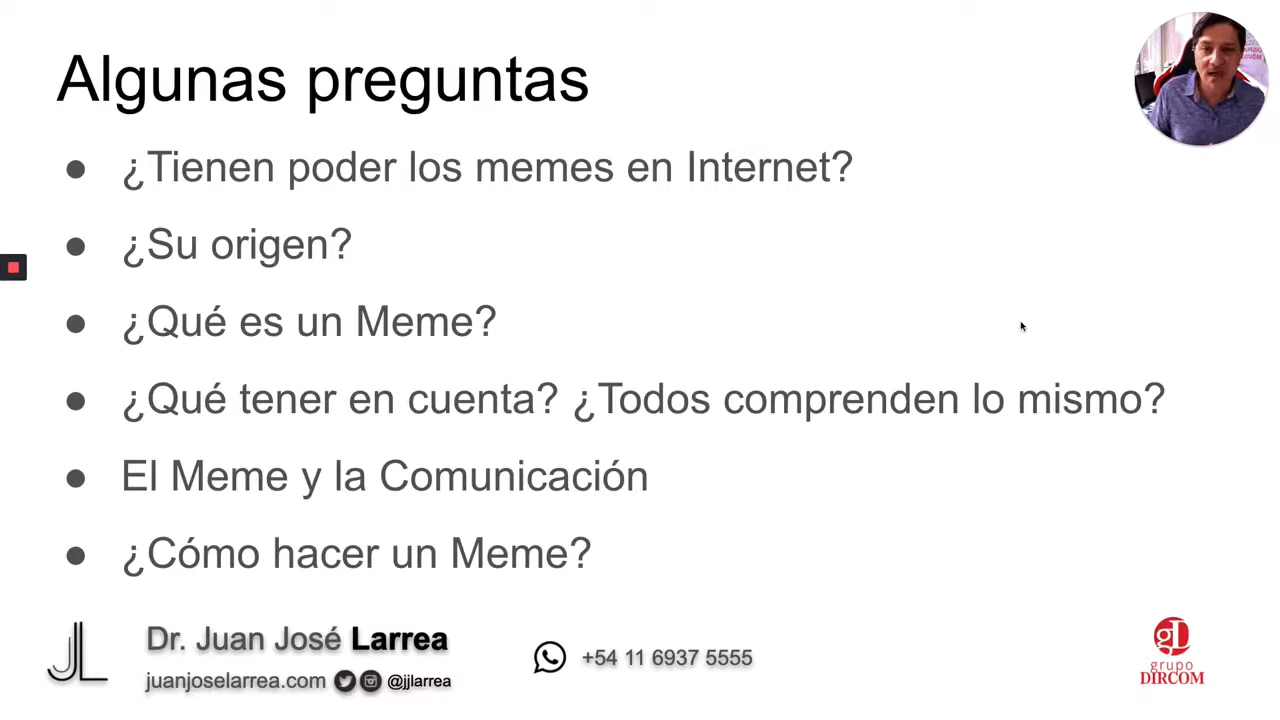 Algunas preguntas
● ¿Tienen poder los memes en Internet?
● ¿Su origen?
● ¿Qué es un Meme?
● ¿Qué tener en cuenta? ¿Todos comprenden lo mismo?
● El Meme y la Comunicación
● ¿Cómo hacer un Meme?
JL
Dr. Juan José Larrea
juanjoselarrea.com @jjlarrea
+54 11 6937 5555
gD
grupo
DIRCOM